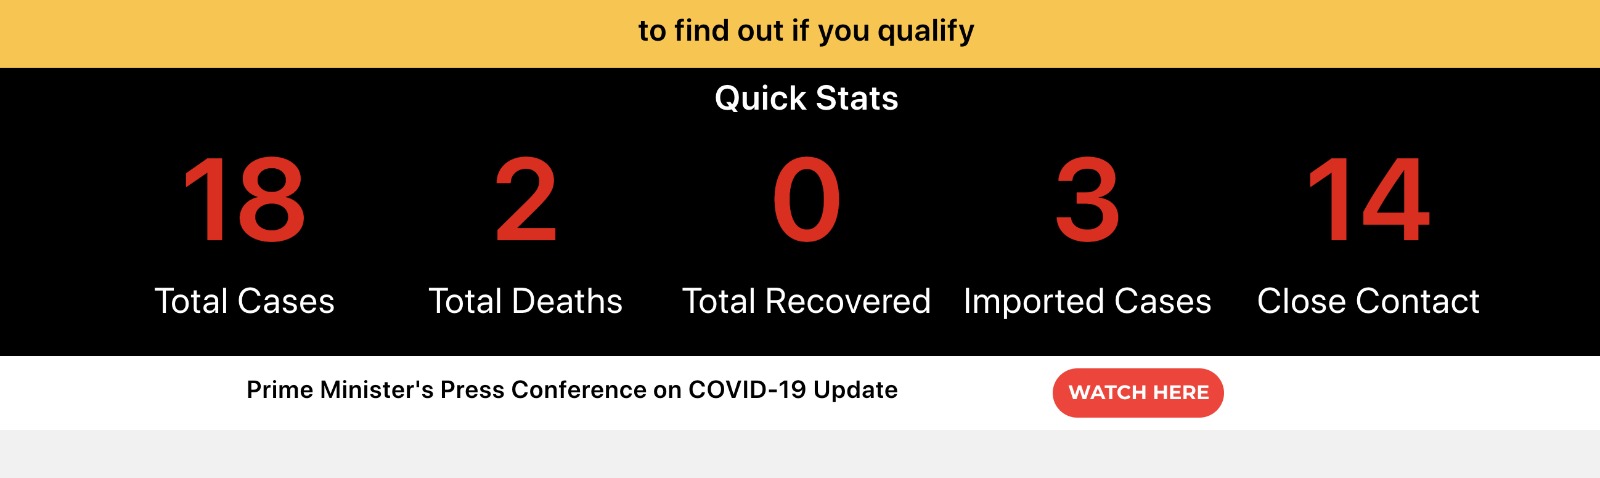 to find out if you qualify
Quick Stats
18 2 0 3 14
Total Cases Total Deaths Total Recovered Imported Cases Close Contact
Prime Minister's Press Conference on COVID-19 Update WATCH HERE